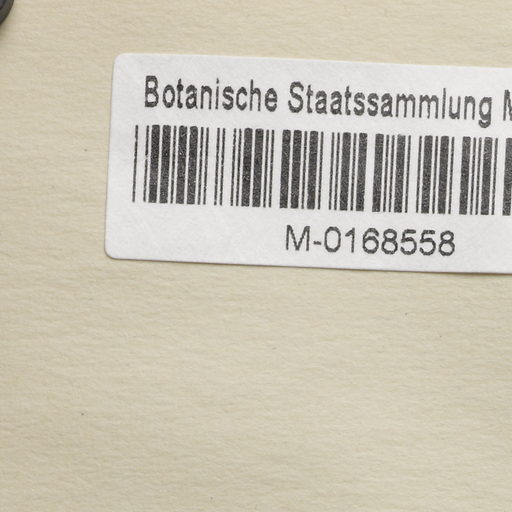 Botanische Staatssammlung
M-0168558